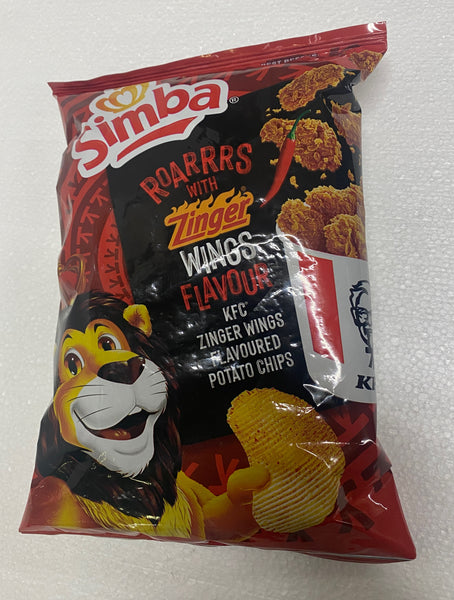 Simba®
ROARRRS
WITH
Zinger
WINGS
FLAVOUR
KFC®
ZINGER WINGS
FLAVOURED
POTATO CHIPS